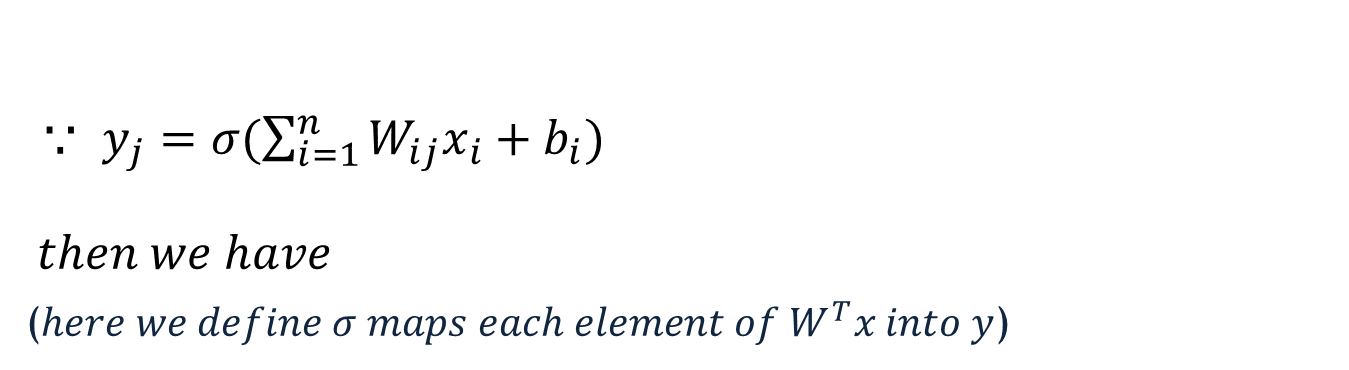 ∵ y_j = σ(∑_{i=1}^{n} W_{ij}x_i + b_i)
then we have
(here we define σ maps each element of W^T x into y)